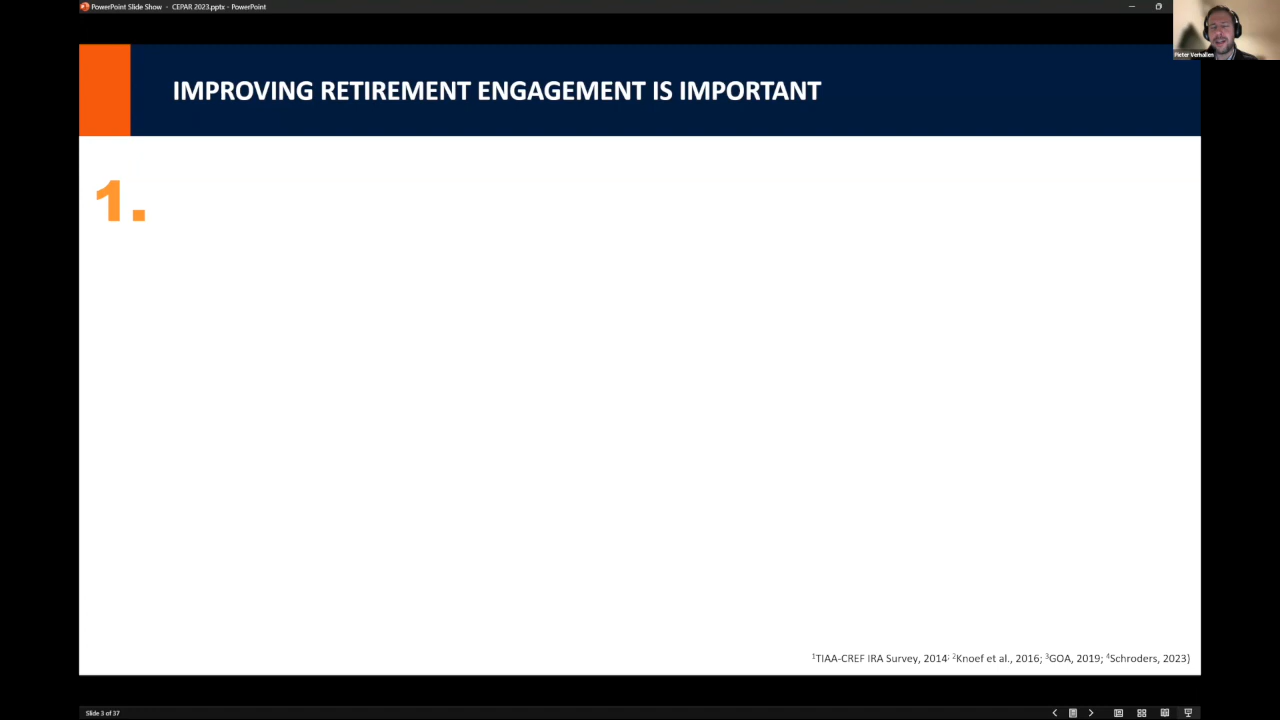 PowerPoint Slide Show - CEPAR 2023.pptx - PowerPoint
Pieter Verhallen
IMPROVING RETIREMENT ENGAGEMENT IS IMPORTANT
1.
¹TIAA-CREF IRA Survey, 2014; ²Knoef et al., 2016; ³GOA, 2019; ⁴Schroders, 2023)
Slide 3 of 37